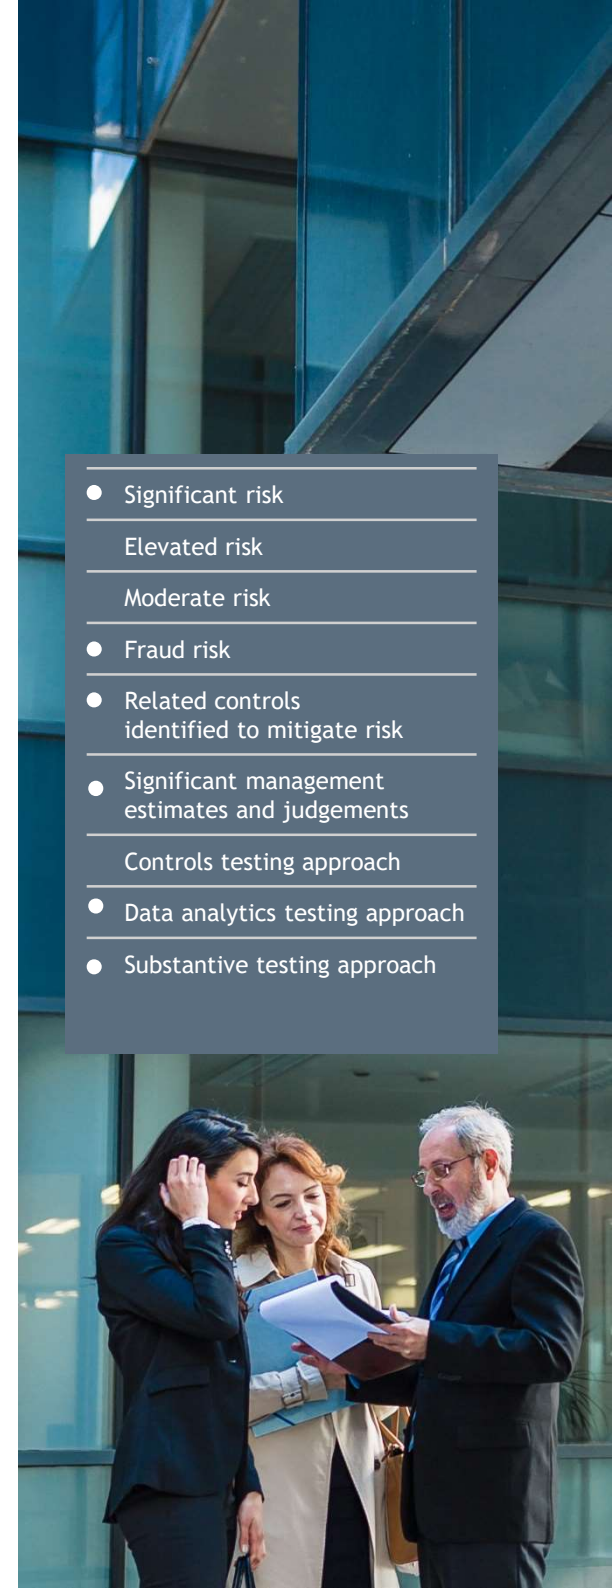 Significant risk
Elevated risk
Moderate risk
Fraud risk
Related controls
identified to mitigate risk
Significant management
estimates and judgements
Controls testing approach
Data analytics testing approach
Substantive testing approach